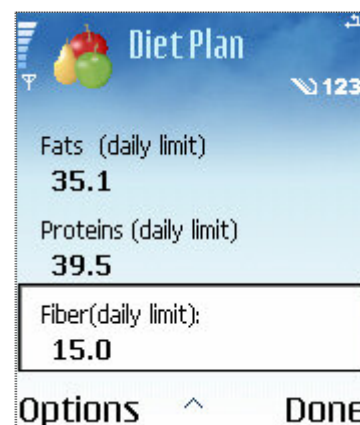 Diet Plan
123
Fats (daily limit)
35.1
Proteins (daily limit)
39.5
Fiber(daily limit):
15.0
Options Done